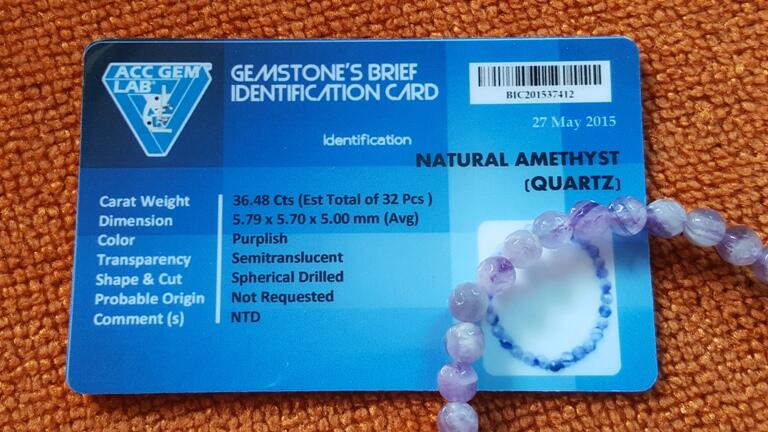 ACC GEM
LAB
GEMSTONE'S BRIEF
IDENTIFICATION CARD
BIC201537412
27 May 2015
Identification
NATURAL AMETHYST
(QUARTZ)
Carat Weight 36.48 Cts (Est Total of 32 Pcs )
Dimension 5.79 x 5.70 x 5.00 mm (Avg)
Color Purplish
Transparency Semitranslucent
Shape & Cut Spherical Drilled
Probable Origin Not Requested
Comment (s) NTD